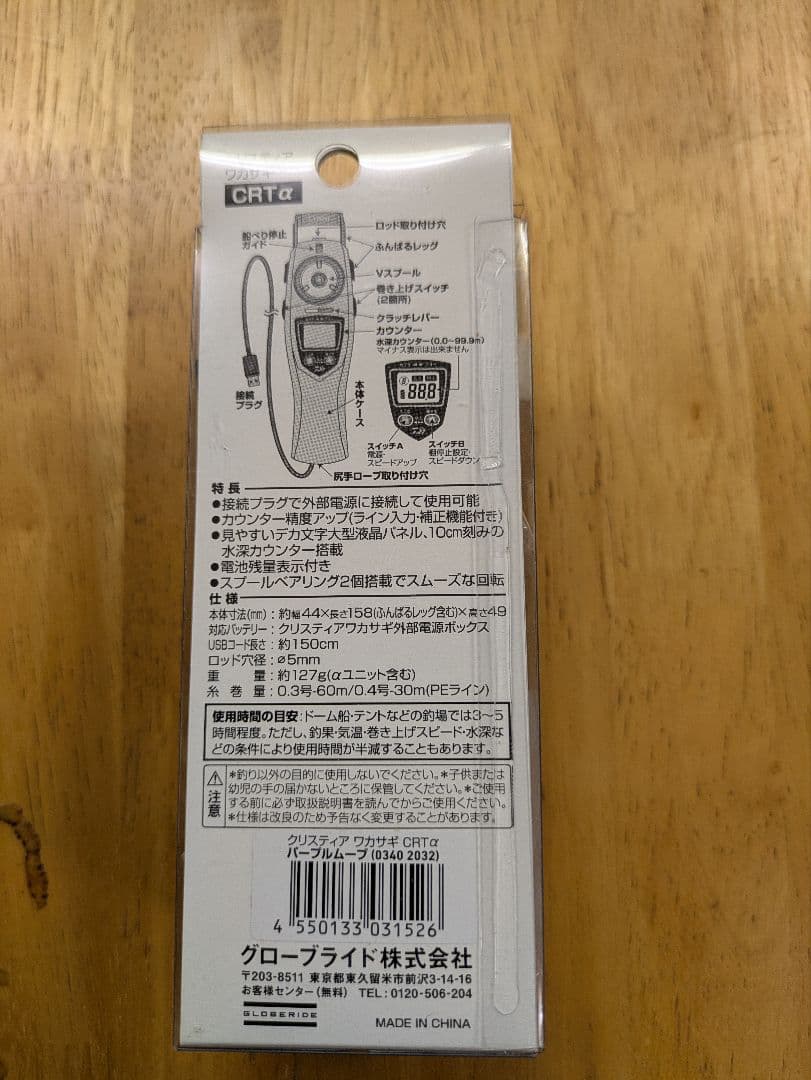 クリスティア
ワカサギ
CRTα
ロッド取り付け穴
船べり停止
ガイド
ふんばるレッグ
Vスプール
巻き上げスイッチ
(2箇所)
クラッチレバー
カウンター
水深カウンター(0.0~99.9m)
マイナス表示は出来ません
接続
プラグ
本体ケース
スイッチA
電源・
スピードアップ
スイッチB
棚停止設定・
スピードダウン
尻手ロープ取り付け穴
特長
●接続プラグで外部電源に接続して使用可能
●カウンター精度アップ(ライン入力・補正機能付き)
●見やすいデカ文字大型液晶パネル、10cm刻みの
水深カウンター搭載
●電池残量表示付き
●スプールベアリング2個搭載でスムーズな回転
仕様
本体寸法(mm):約幅44×長さ158(ふんばるレッグ含む)×高さ49
対応バッテリー:クリスティアワカサギ外部電源ボックス
USBコード長さ:約150cm
ロッド穴径:ø5mm
重量:約127g(αユニット含む)
糸巻量:0.3号-60m/0.4号-30m(PEライン)
使用時間の目安:ドーム船・テントなどの釣場では3~5
時間程度。ただし、釣果・気温・巻き上げスピード・水深な
どの条件により使用時間が半減することもあります。
注意
*釣り以外の目的に使用しないでください。*子供または
幼児の手の届かないところに保管してください。*ご使用
する前に必ず取扱説明書を読んでからご使用ください。
*仕様は改良のため予告なく変更することがあります。
クリスティア ワカサギ CRTα
パープルムーブ(0340 2032)
4 550133 031526
グローブライド株式会社
〒203-8511 東京都東久留米市前沢3-14-16
お客様センター(無料) TEL:0120-506-204
GLOBERIDE
MADE IN CHINA